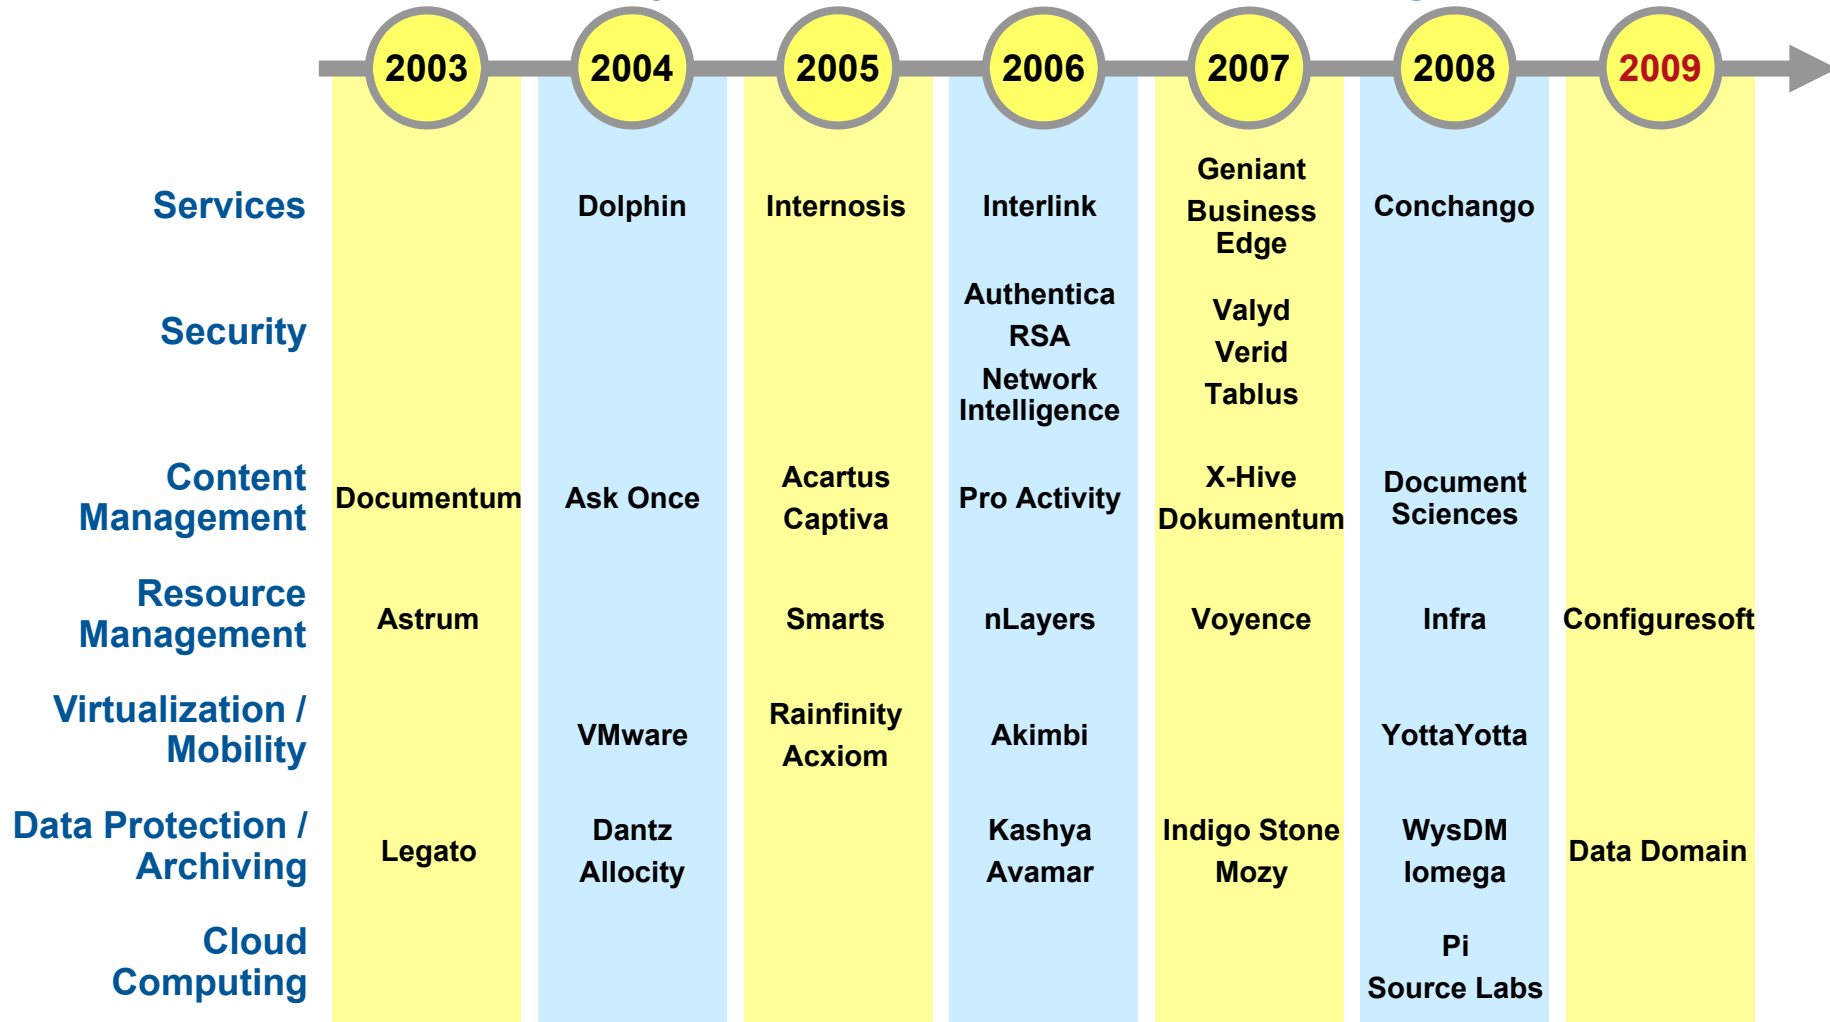 2003 2004 2005 2006 2007 2008 2009
Services
Dolphin
Internosis
Interlink
Geniant
Business
Edge
Conchango
Security
Authentica
RSA
Network
Intelligence
Valyd
Verid
Tablus
Content
Management
Documentum
Ask Once
Acartus
Captiva
Pro Activity
X-Hive
Dokumentum
Document
Sciences
Resource
Management
Astrum
Smarts
nLayers
Voyence
Infra
Configuresoft
Virtualization /
Mobility
VMware
Rainfinity
Acxiom
Akimbi
YottaYotta
Data Protection /
Archiving
Legato
Dantz
Allocity
Kashya
Avamar
Indigo Stone
Mozy
WysDM
Iomega
Data Domain
Cloud
Computing
Pi
Source Labs